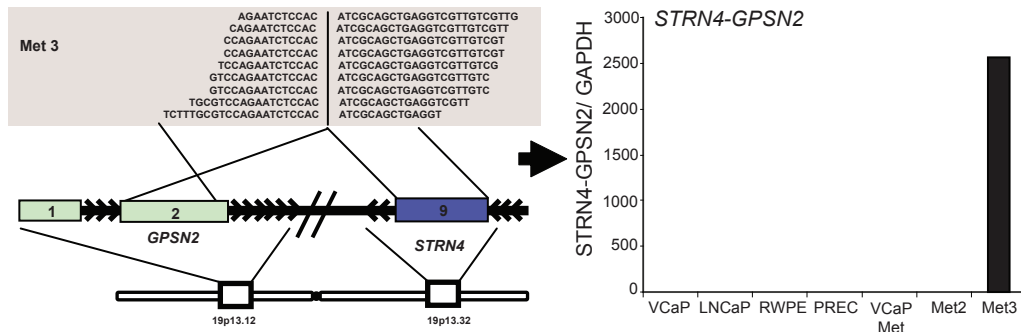 Met 3
AGAATCTCCAC ATCGCAGCTGAGGTCGTTGTCGTTG
CAGAATCTCCAC ATCGCAGCTGAGGTCGTTGTCGTT
CCAGAATCTCCAC ATCGCAGCTGAGGTCGTTGTCGT
CCAGAATCTCCAC ATCGCAGCTGAGGTCGTTGTCGT
TCCAGAATCTCCAC ATCGCAGCTGAGGTCGTTGTCG
GTCCAGAATCTCCAC ATCGCAGCTGAGGTCGTTGTC
GTCCAGAATCTCCAC ATCGCAGCTGAGGTCGTTGTC
TGCGTCCAGAATCTCCAC ATCGCAGCTGAGGTCGTT
TCTTTGCGTCCAGAATCTCCAC ATCGCAGCTGAGGT
1 2 9
GPSN2 STRN4
19p13.12 19p13.32
STRN4-GPSN2
STRN4-GPSN2/ GAPDH
3000
2500
2000
1500
1000
500
0
VCaP LNCaP RWPE PREC VCaP Met Met2 Met3